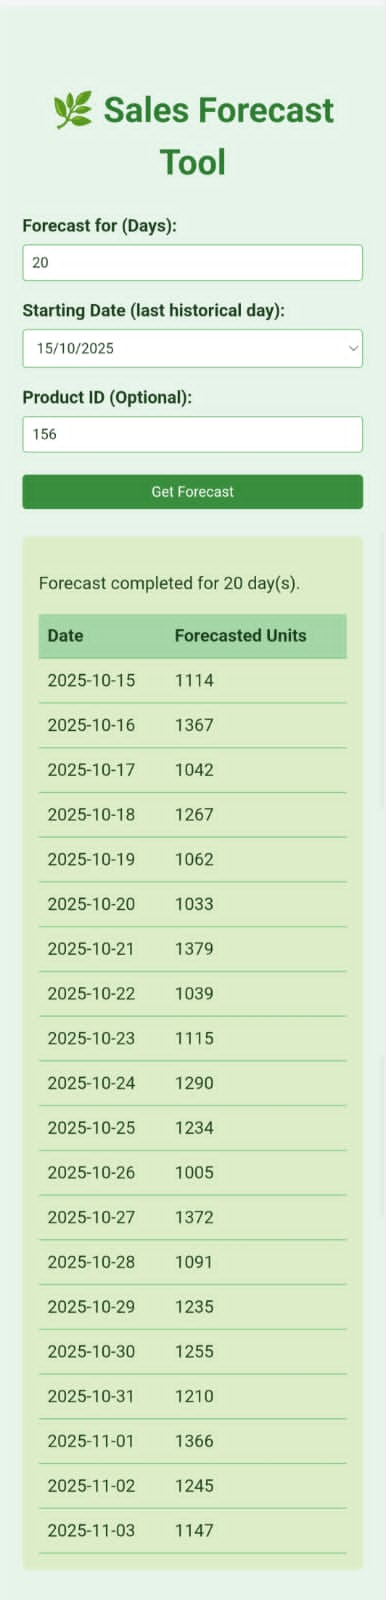 🌿 Sales Forecast
Tool
Forecast for (Days):
20
Starting Date (last historical day):
15/10/2025
Product ID (Optional):
156
Get Forecast
Forecast completed for 20 day(s).
Date Forecasted Units
2025-10-15 1114
2025-10-16 1367
2025-10-17 1042
2025-10-18 1267
2025-10-19 1062
2025-10-20 1033
2025-10-21 1379
2025-10-22 1039
2025-10-23 1115
2025-10-24 1290
2025-10-25 1234
2025-10-26 1005
2025-10-27 1372
2025-10-28 1091
2025-10-29 1235
2025-10-30 1255
2025-10-31 1210
2025-11-01 1366
2025-11-02 1245
2025-11-03 1147